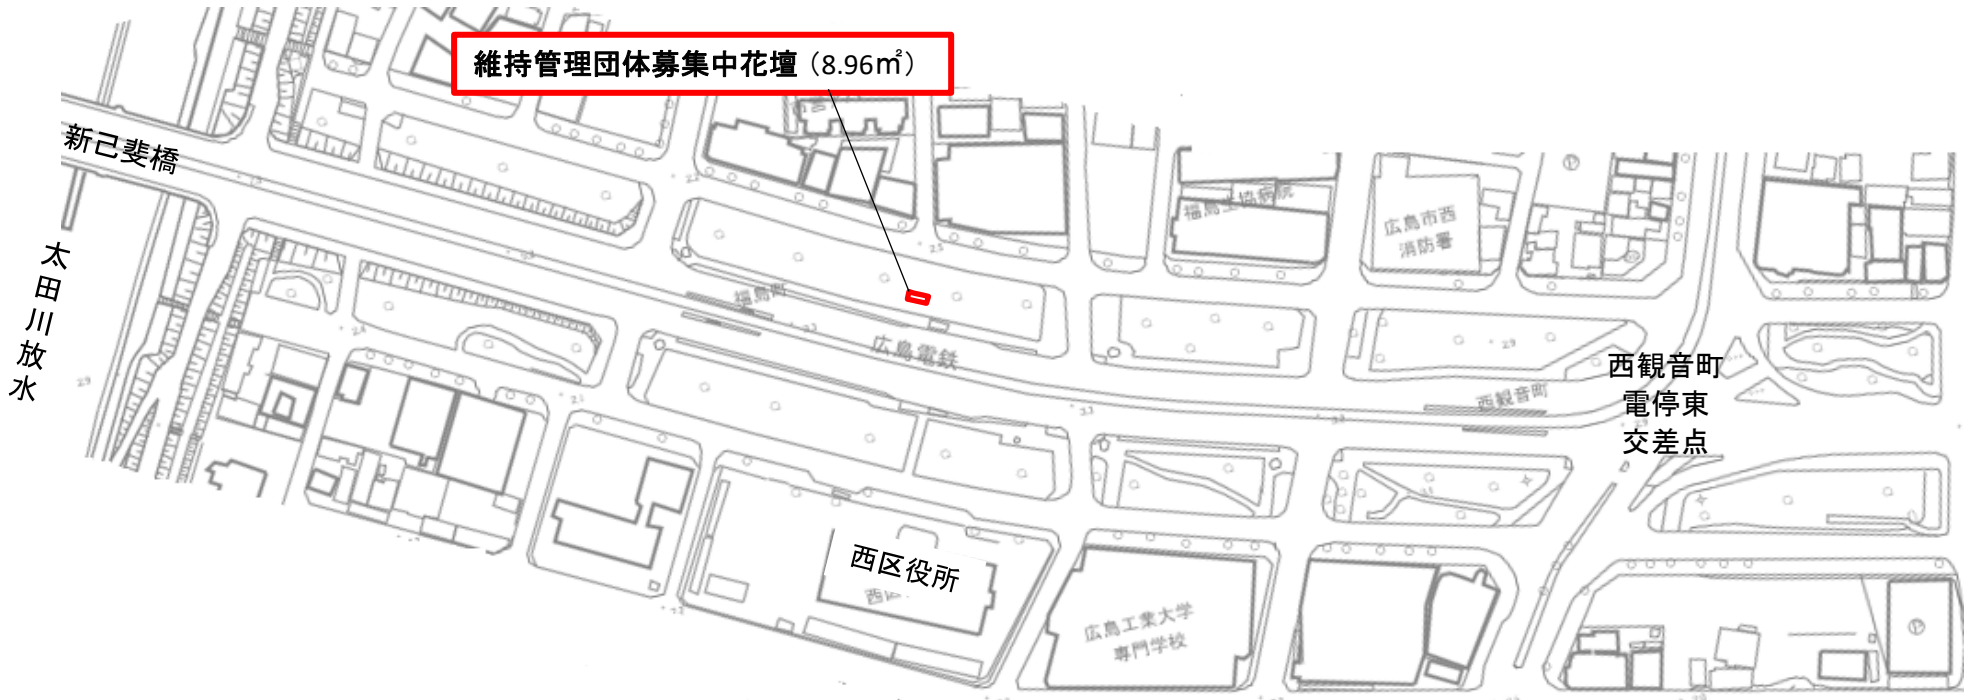 維持管理団体募集中花壇（8.96㎡）
新己斐橋
太田川放水
福島生協病院
広島市西
消防署
福島町
広島電鉄
西観音町
西観音町
電停東
交差点
西区役所
広島工業大学
専門学校